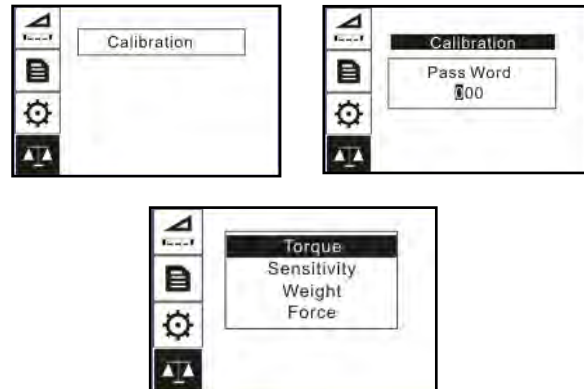 Calibration
Calibration
Pass Word
000
Torque
Sensitivity
Weight
Force